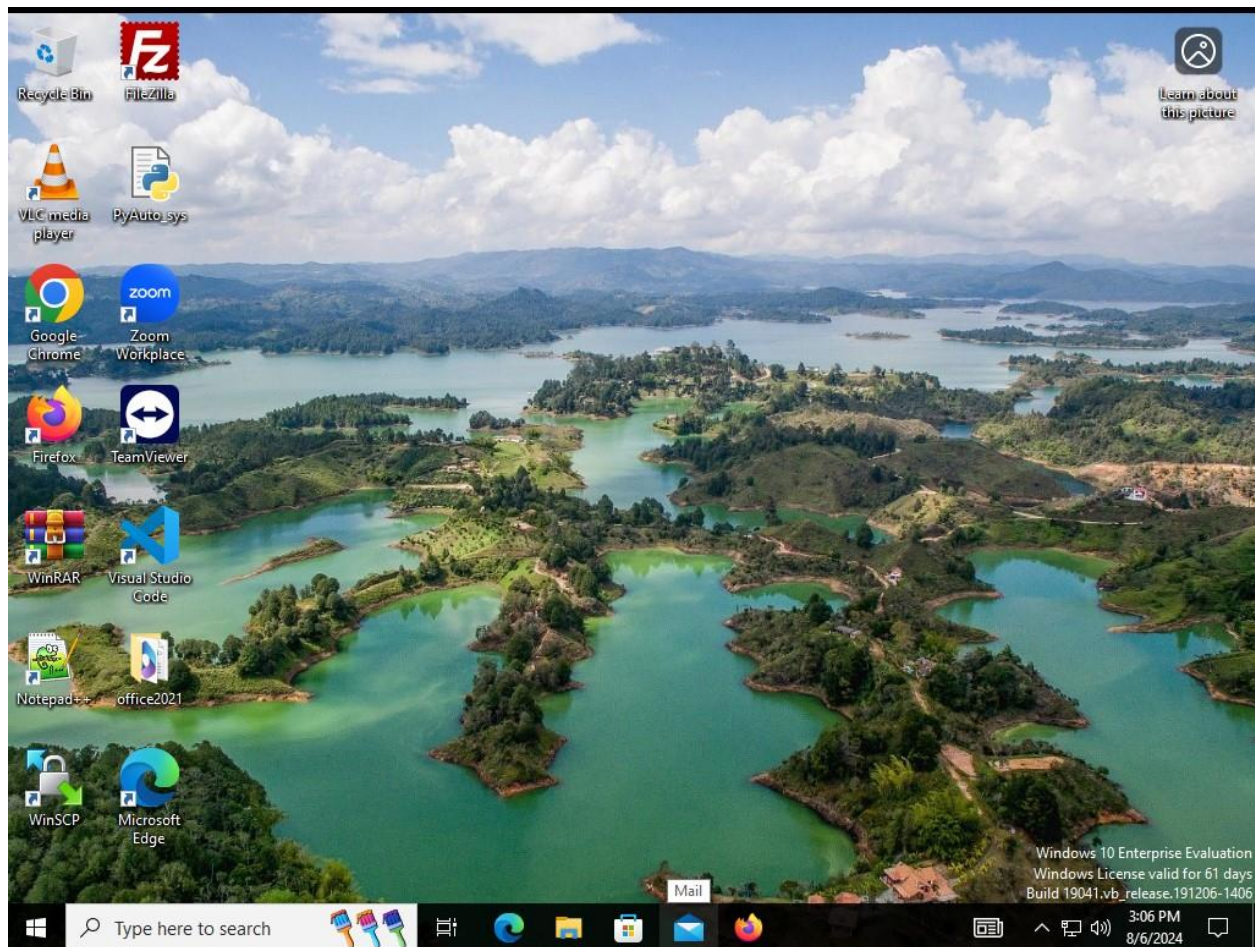 Recycle Bin
FileZilla
Learn about
this picture
VLC media
player
PyAuto_sys
Google
Chrome
zoom
Zoom
Workplace
Firefox
TeamViewer
WinRAR
Visual Studio
Code
Notepad++
office2021
WinSCP
Microsoft
Edge
Windows 10 Enterprise Evaluation
Windows License valid for 61 days
Build 19041.vb_release.191206-1406
Mail
Type here to search
3:06 PM
8/6/2024